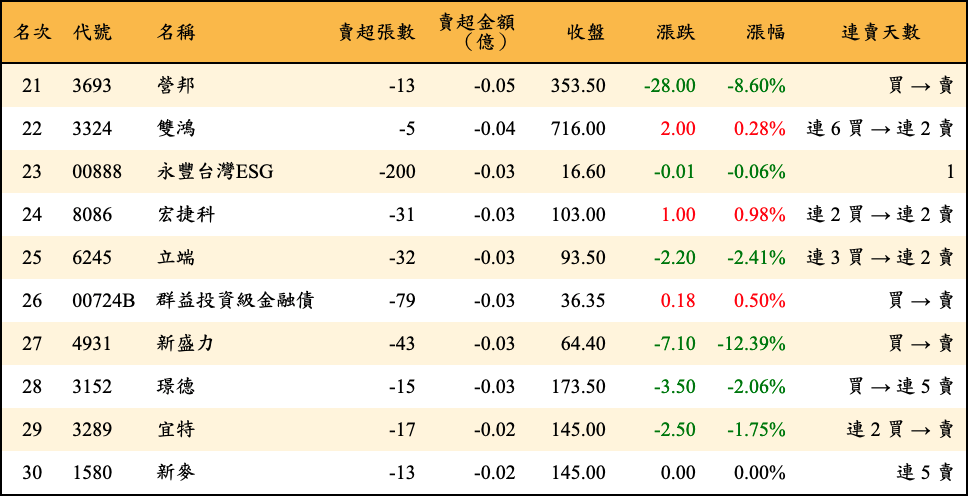 名次 代號 名稱 賣超張數 賣超金額（億） 收盤 漲跌 漲幅 連賣天數
21 3693 營邦 -13 -0.05 353.50 -28.00 -8.60% 買 → 賣
22 3324 雙鴻 -5 -0.04 716.00 2.00 0.28% 連 6 買 → 連 2 賣
23 00888 永豐台灣ESG -200 -0.03 16.60 -0.01 -0.06% 1
24 8086 宏捷科 -31 -0.03 103.00 1.00 0.98% 連 2 買 → 連 2 賣
25 6245 立端 -32 -0.03 93.50 -2.20 -2.41% 連 3 買 → 連 2 賣
26 00724B 群益投資級金融債 -79 -0.03 36.35 0.18 0.50% 買 → 賣
27 4931 新盛力 -43 -0.03 64.40 -7.10 -12.39% 買 → 賣
28 3152 璟德 -15 -0.03 173.50 -3.50 -2.06% 買 → 連 5 賣
29 3289 宜特 -17 -0.02 145.00 -2.50 -1.75% 連 2 買 → 賣
30 1580 新麥 -13 -0.02 145.00 0.00 0.00% 連 5 賣